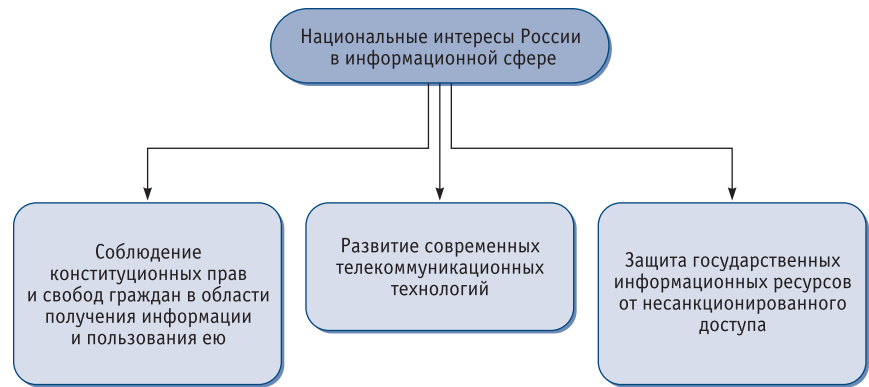 Национальные интересы России
в информационной сфере
Соблюдение
конституционных прав
и свобод граждан в области
получения информации
и пользования ею
Развитие современных
телекоммуникационных
технологий
Защита государственных
информационных ресурсов
от несанкционированного
доступа